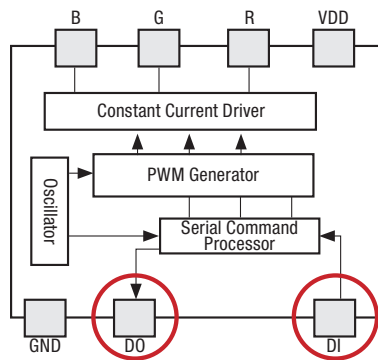 B G R VDD
Constant Current Driver
PWM Generator
Oscillator
Serial Command
Processor
GND DO DI